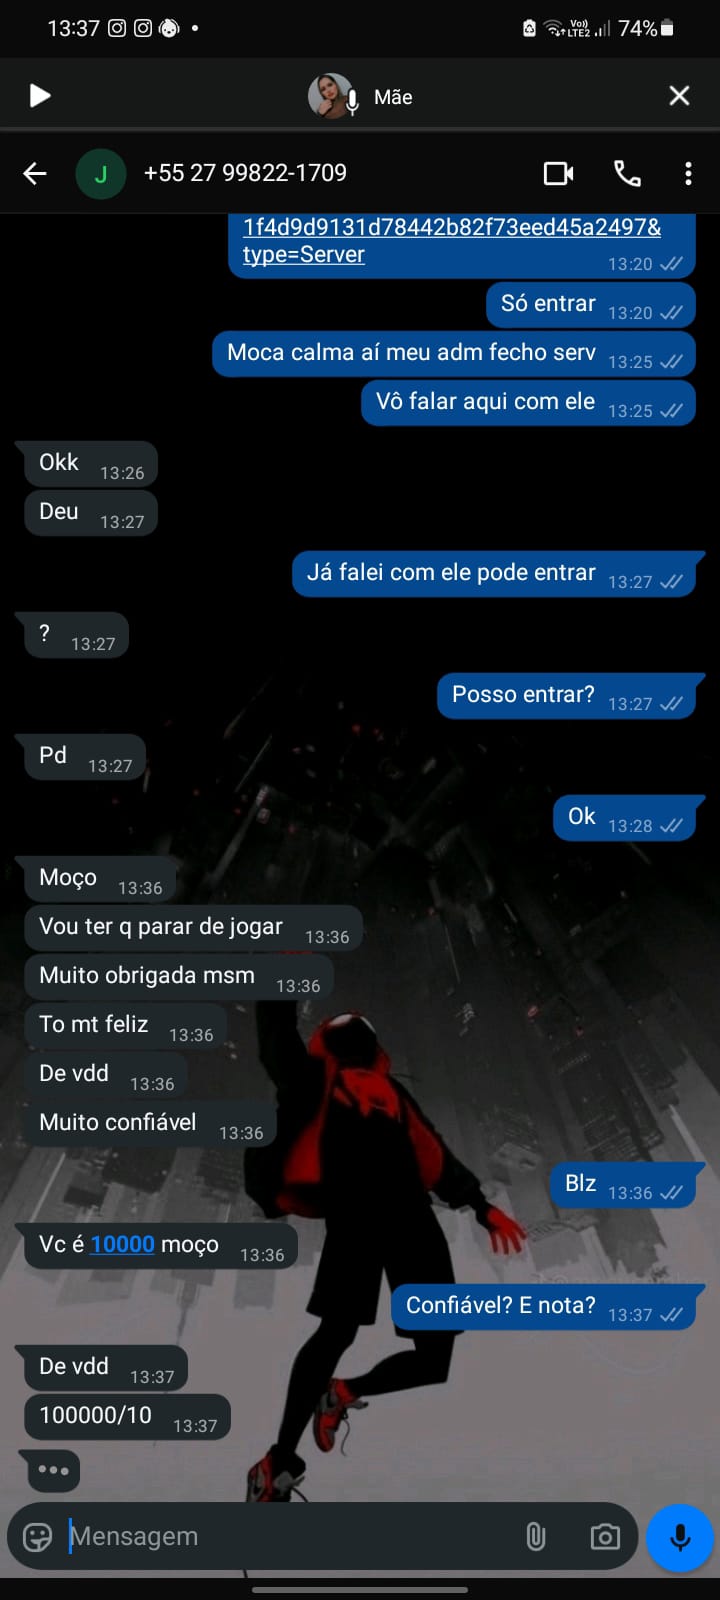 13:37
Vo))
LTE2
74%
Mãe
J
+55 27 99822-1709
1f4d9d9131d78442b82f73eed45a2497&
type=Server
13:20
Só entrar
13:20
Moca calma aí meu adm fecho serv
13:25
Vô falar aqui com ele
13:25
Okk
13:26
Deu
13:27
Já falei com ele pode entrar
13:27
?
13:27
Posso entrar?
13:27
Pd
13:27
Ok
13:28
Moço
13:36
Vou ter q parar de jogar
13:36
Muito obrigada msm
13:36
To mt feliz
13:36
De vdd
13:36
Muito confiável
13:36
Blz
13:36
Vc é 10000 moço
13:36
Confiável? E nota?
13:37
De vdd
13:37
100000/10
13:37
Mensagem